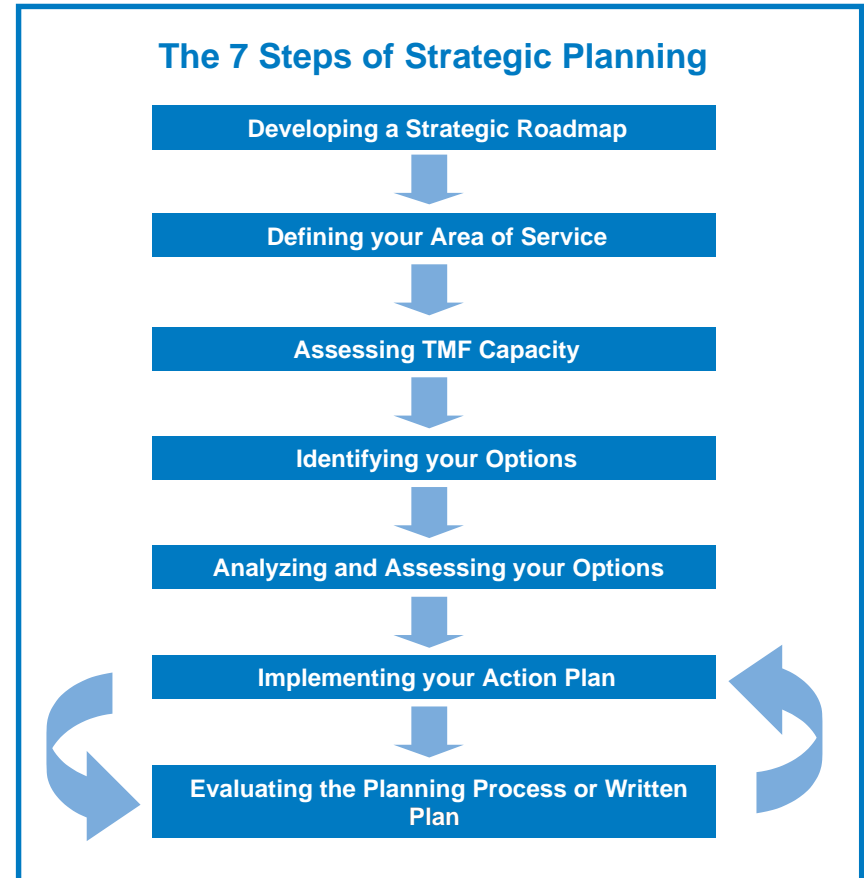 The 7 Steps of Strategic Planning
Developing a Strategic Roadmap
Defining your Area of Service
Assessing TMF Capacity
Identifying your Options
Analyzing and Assessing your Options
Implementing your Action Plan
Evaluating the Planning Process or Written
Plan